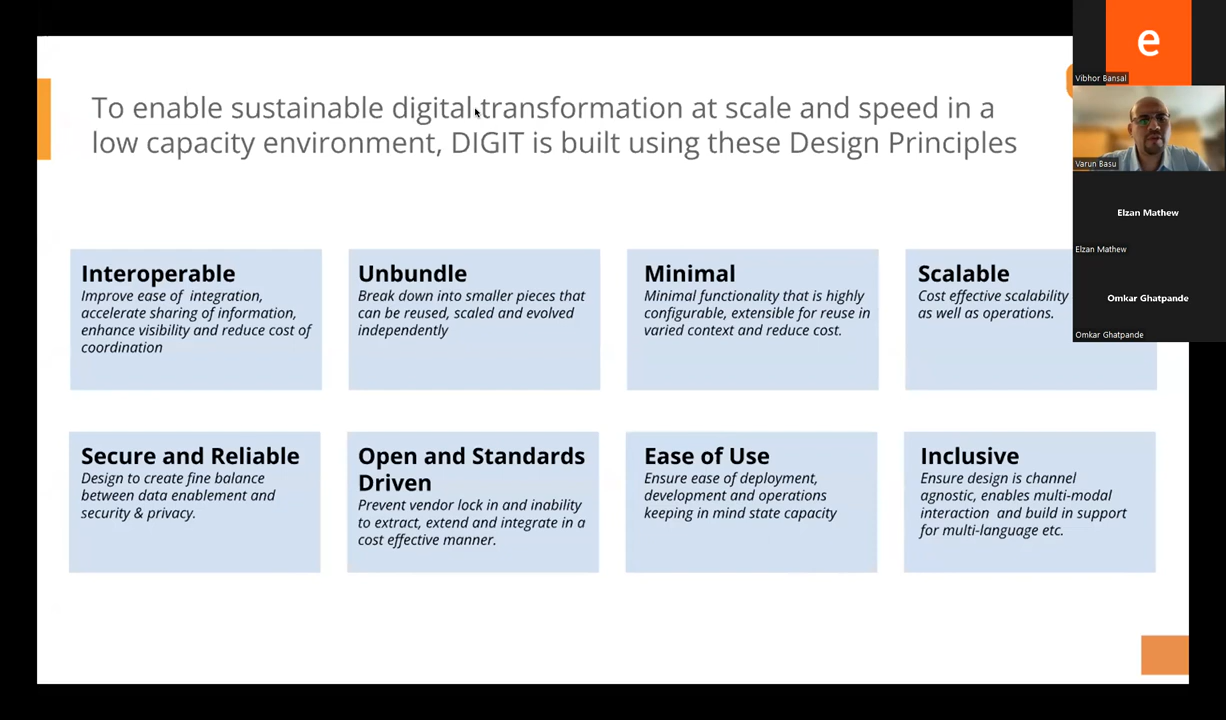 To enable sustainable digital transformation at scale and speed in a
low capacity environment, DIGIT is built using these Design Principles
Interoperable
Improve ease of integration,
accelerate sharing of information,
enhance visibility and reduce cost of
coordination
Unbundle
Break down into smaller pieces that
can be reused, scaled and evolved
independently
Minimal
Minimal functionality that is highly
configurable, extensible for reuse in
varied context and reduce cost.
Scalable
Cost effective scalability
as well as operations.
Secure and Reliable
Design to create fine balance
between data enablement and
security & privacy.
Open and Standards
Driven
Prevent vendor lock in and inability
to extract, extend and integrate in a
cost effective manner.
Ease of Use
Ensure ease of deployment,
development and operations
keeping in mind state capacity
Inclusive
Ensure design is channel
agnostic, enables multi-modal
interaction and build in support
for multi-language etc.
e
Vibhor Bansal
Varun Basu
Elzan Mathew
Elzan Mathew
Omkar Ghatpande
Omkar Ghatpande